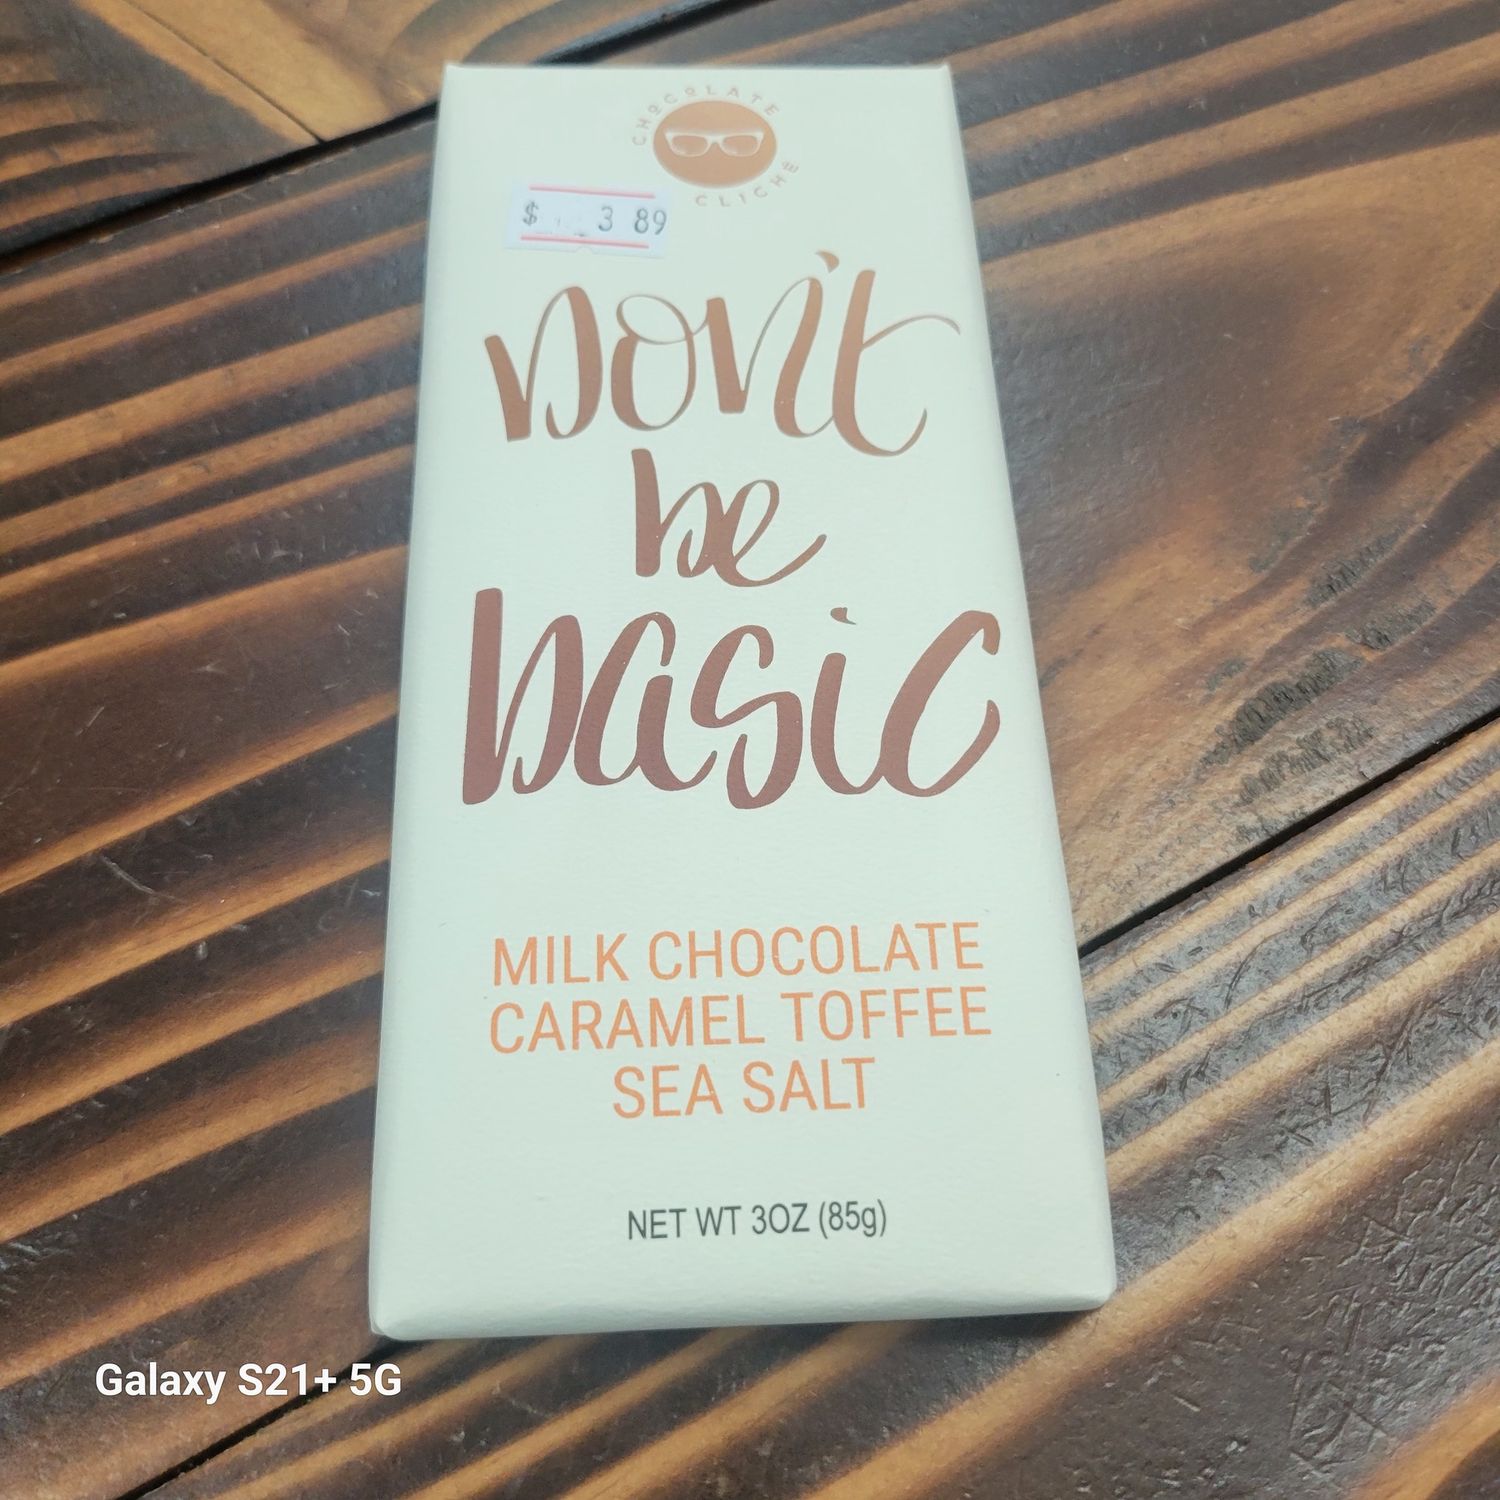 CHOCOLATE
CLICHÉ
$ 3 89
Don't
be
basic
MILK CHOCOLATE
CARAMEL TOFFEE
SEA SALT
NET WT 3OZ (85g)
Galaxy S21+ 5G